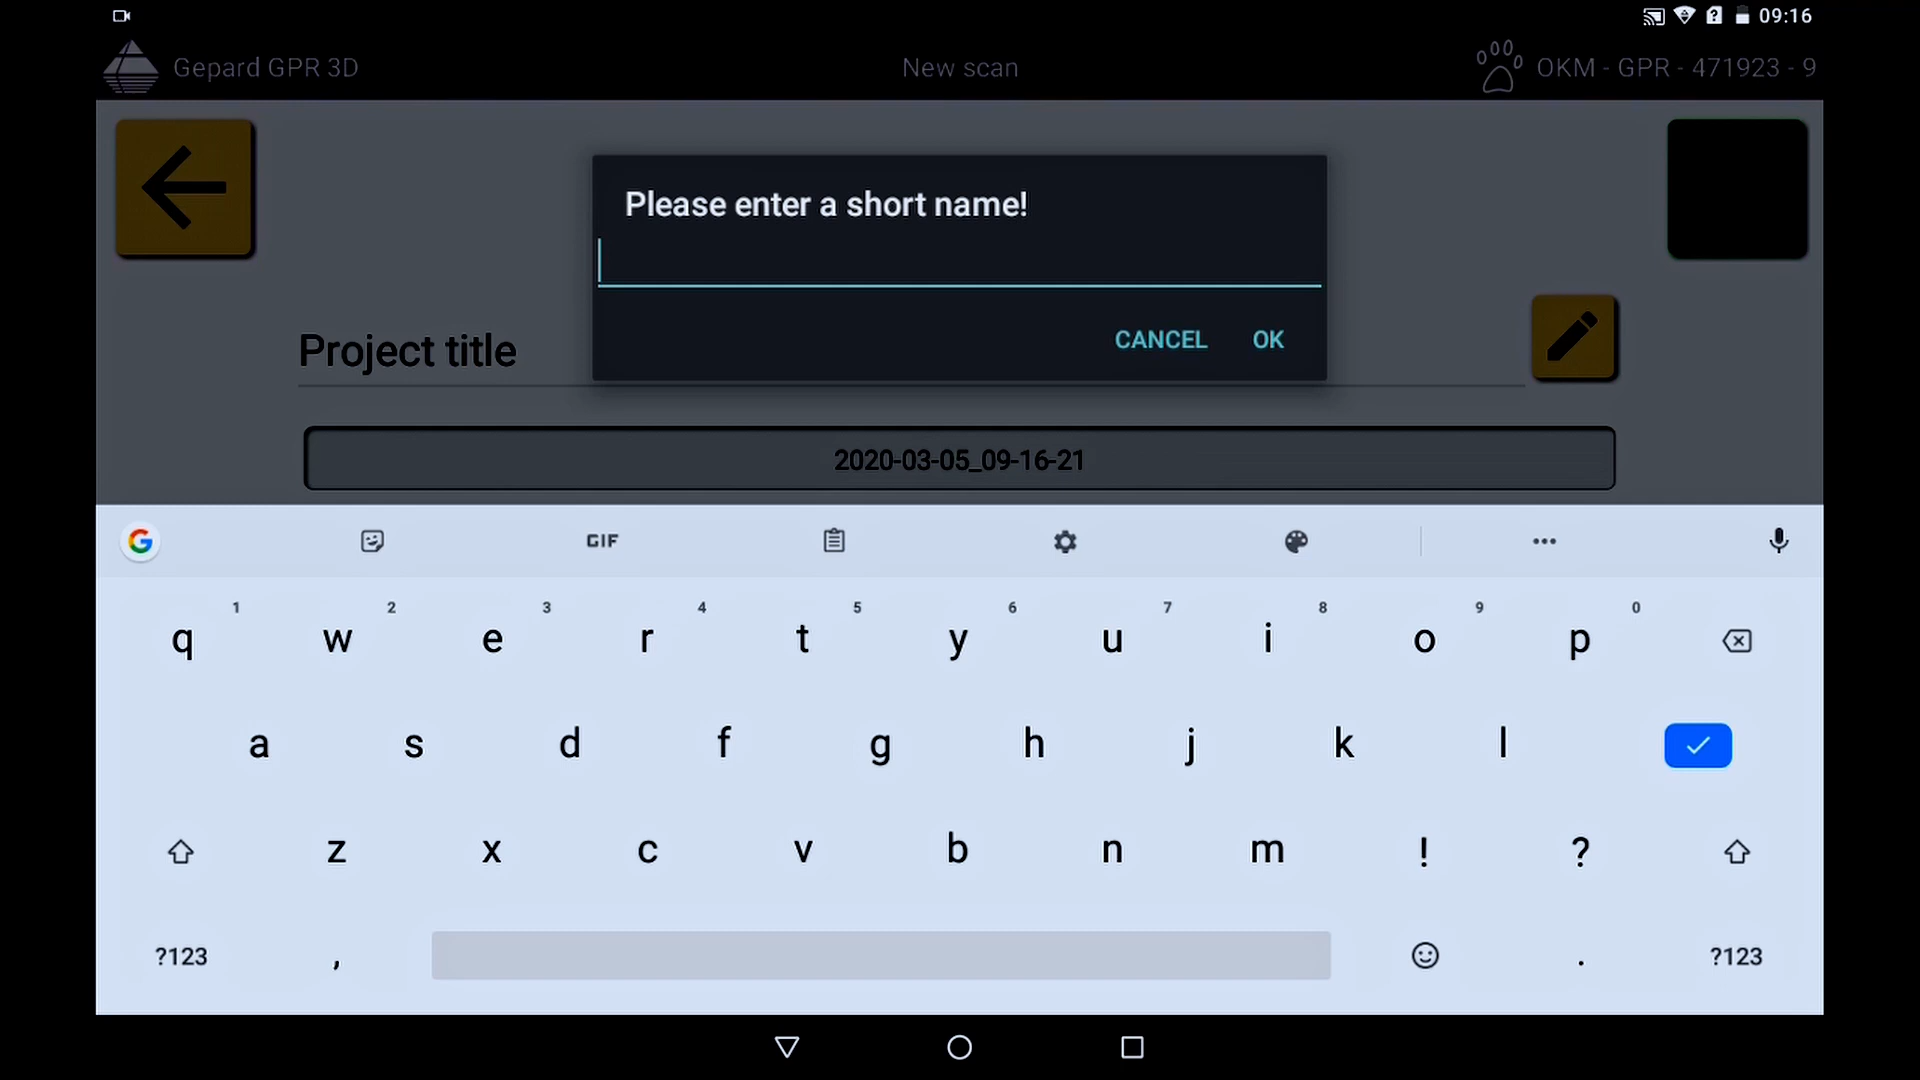 09:16
Gepard GPR 3D
New scan
OKM - GPR - 471923 - 9
Please enter a short name!
CANCEL OK
Project title
2020-03-05_09-16-21
GIF
1 2 3 4 5 6 7 8 9 0
q w e r t y u i o p
a s d f g h j k l
z x c v b n m ! ?
?123 , . ?123